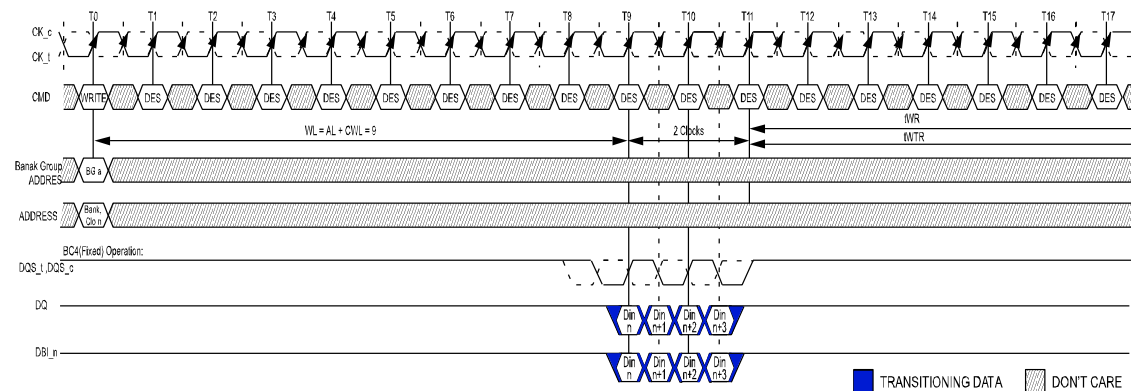 T0 T1 T2 T3 T4 T5 T6 T7 T8 T9 T10 T11 T12 T13 T14 T15 T16 T17
CK_c
CK_t
CMD WRITE DES DES DES DES DES DES DES DES DES DES DES DES DES DES DES DES DES
tWR
WL = AL + CWL = 9 2 Clocks
tWTR
Banak Group
ADDRES
BG a
ADDRESS
Bank,
Clo n
BC4(Fixed) Operation:
DQS_t ,DQS_c
DQ
Din n Din n+1 Din n+2 Din n+3
DBI_n
Din n Din n+1 Din n+2 Din n+3
TRANSITIONING DATA DON'T CARE